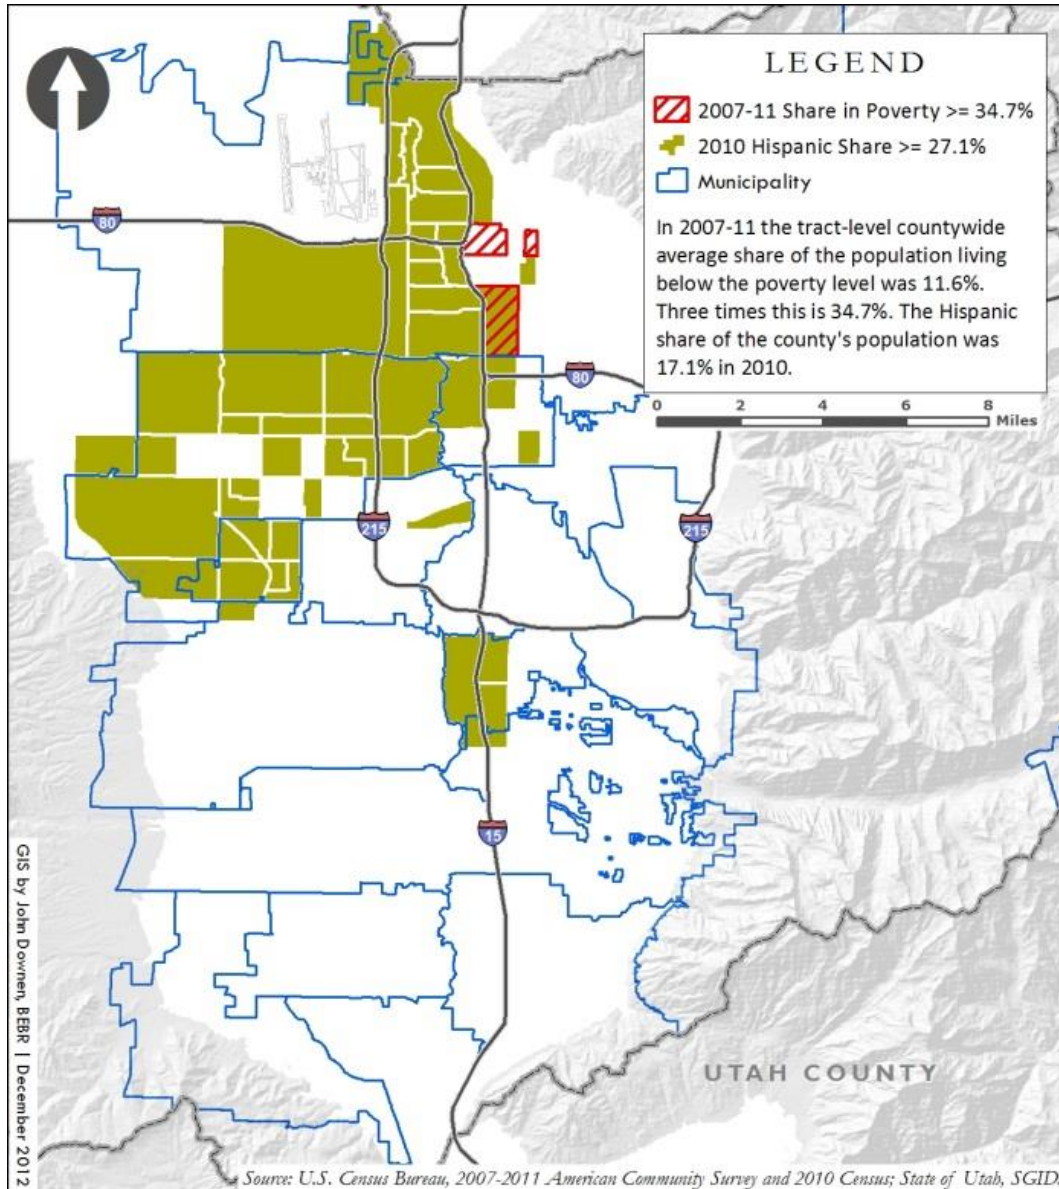 LEGEND
2007-11 Share in Poverty >= 34.7%
2010 Hispanic Share >= 27.1%
Municipality
In 2007-11 the tract-level countywide
average share of the population living
below the poverty level was 11.6%.
Three times this is 34.7%. The Hispanic
share of the county's population was
17.1% in 2010.
0 2 4 6 8
Miles
80
80
215
215
15
UTAH COUNTY
GIS by John Downen, BEBR | December 2012
Source: U.S. Census Bureau, 2007-2011 American Community Survey and 2010 Census; State of Utah, SGID